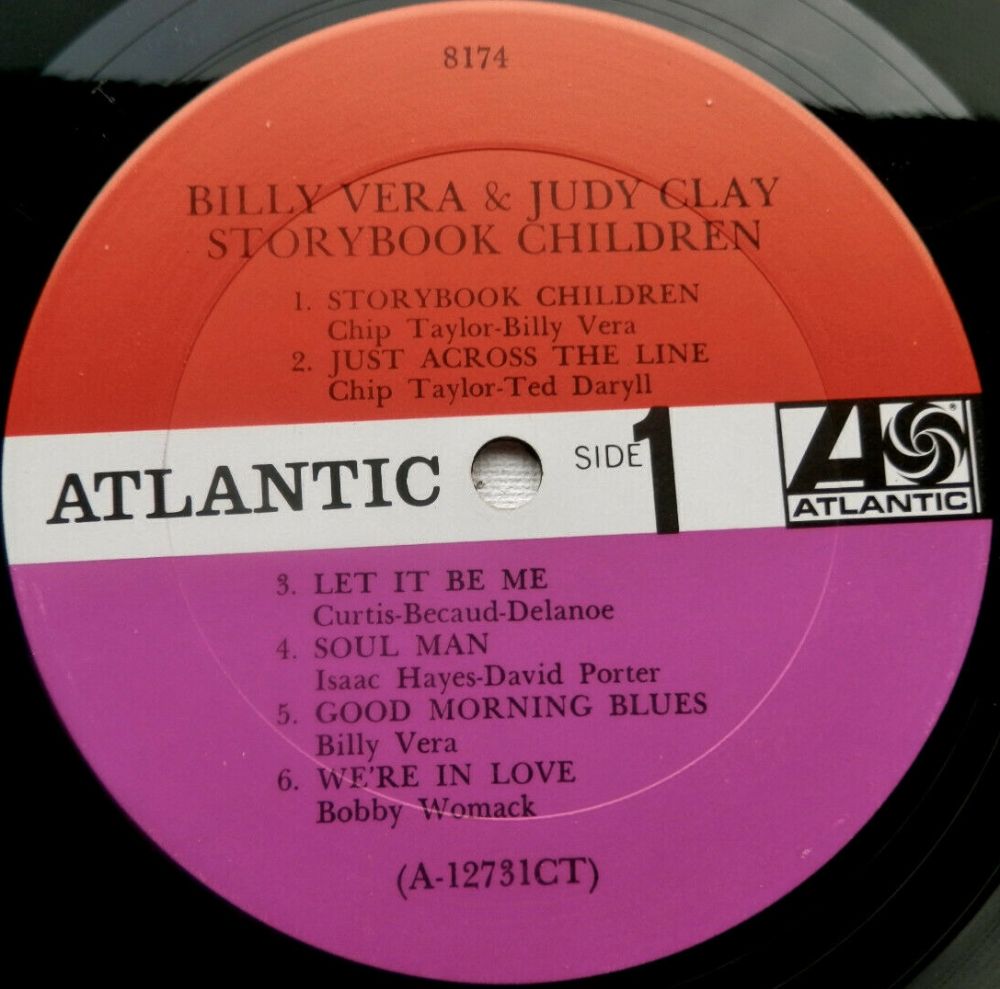 8174
BILLY VERA & JUDY CLAY
STORYBOOK CHILDREN
1. STORYBOOK CHILDREN
Chip Taylor-Billy Vera
2. JUST ACROSS THE LINE
Chip Taylor-Ted Daryll
ATLANTIC
SIDE 1
A
®
ATLANTIC
3. LET IT BE ME
Curtis-Becaud-Delanoe
4. SOUL MAN
Isaac Hayes-David Porter
5. GOOD MORNING BLUES
Billy Vera
6. WE'RE IN LOVE
Bobby Womack
(A-12731CT)